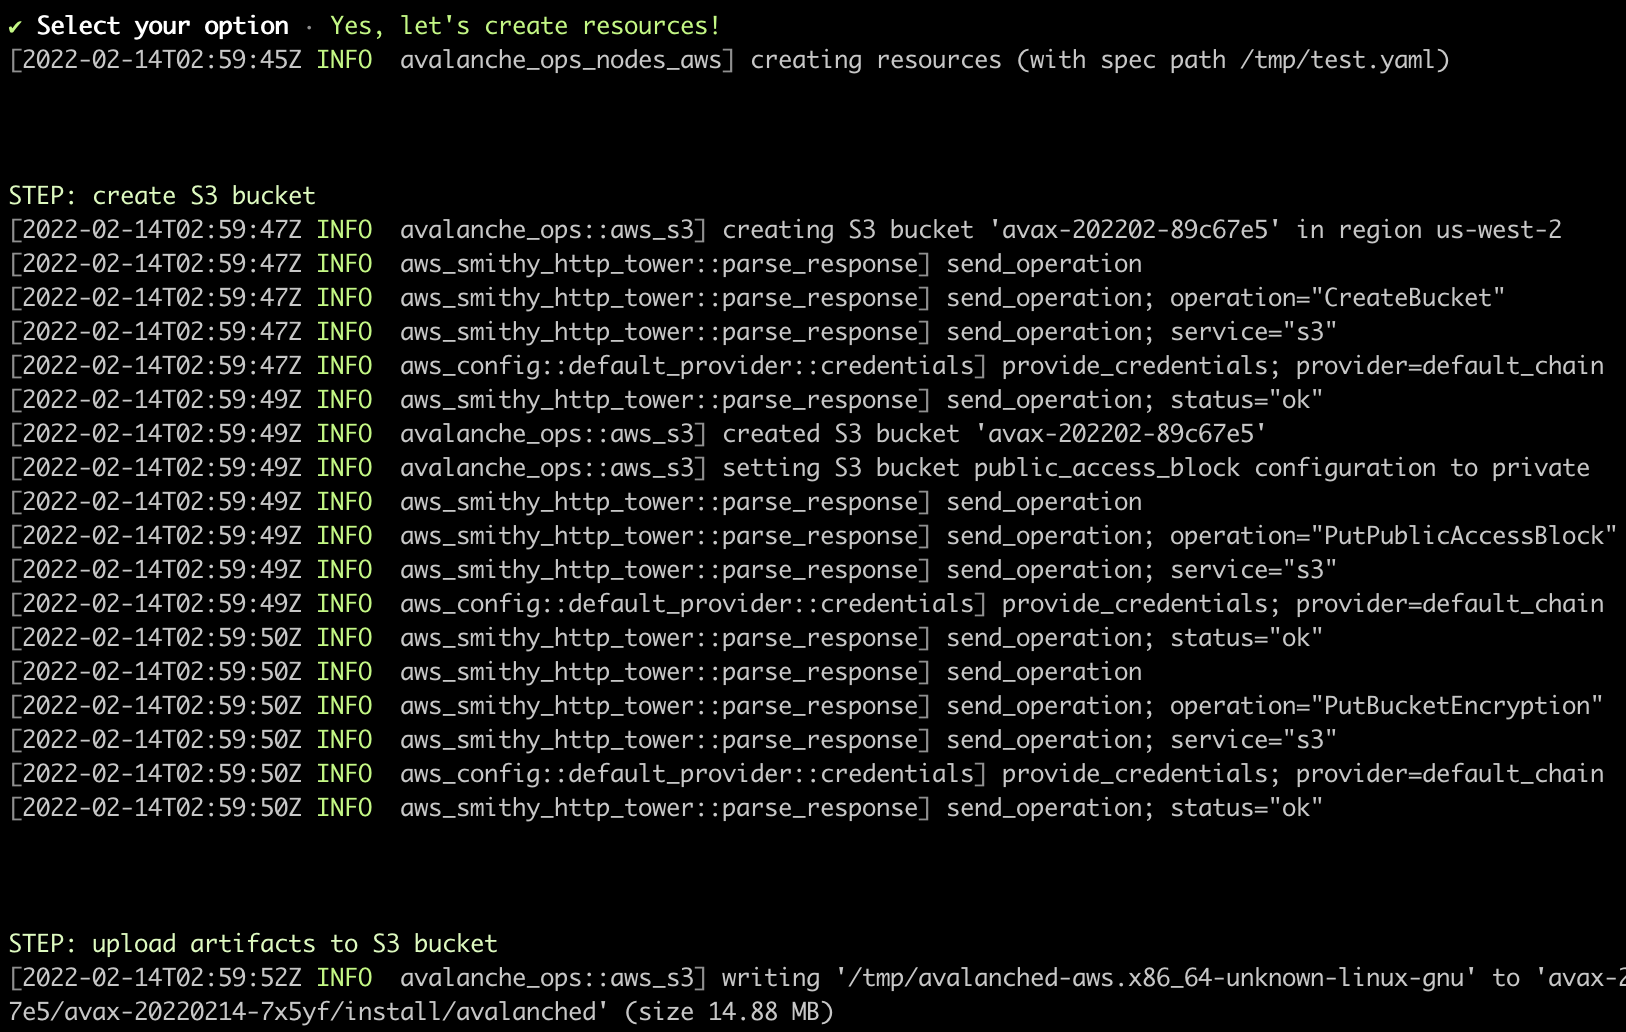 ✔ Select your option · Yes, let's create resources!
[2022-02-14T02:59:45Z INFO  avalanche_ops_nodes_aws] creating resources (with spec path /tmp/test.yaml)
STEP: create S3 bucket
[2022-02-14T02:59:47Z INFO  avalanche_ops::aws_s3] creating S3 bucket 'avax-202202-89c67e5' in region us-west-2
[2022-02-14T02:59:47Z INFO  aws_smithy_http_tower::parse_response] send_operation
[2022-02-14T02:59:47Z INFO  aws_smithy_http_tower::parse_response] send_operation; operation="CreateBucket"
[2022-02-14T02:59:47Z INFO  aws_smithy_http_tower::parse_response] send_operation; service="s3"
[2022-02-14T02:59:47Z INFO  aws_config::default_provider::credentials] provide_credentials; provider=default_chain
[2022-02-14T02:59:49Z INFO  aws_smithy_http_tower::parse_response] send_operation; status="ok"
[2022-02-14T02:59:49Z INFO  avalanche_ops::aws_s3] created S3 bucket 'avax-202202-89c67e5'
[2022-02-14T02:59:49Z INFO  avalanche_ops::aws_s3] setting S3 bucket public_access_block configuration to private
[2022-02-14T02:59:49Z INFO  aws_smithy_http_tower::parse_response] send_operation
[2022-02-14T02:59:49Z INFO  aws_smithy_http_tower::parse_response] send_operation; operation="PutPublicAccessBlock"
[2022-02-14T02:59:49Z INFO  aws_smithy_http_tower::parse_response] send_operation; service="s3"
[2022-02-14T02:59:49Z INFO  aws_config::default_provider::credentials] provide_credentials; provider=default_chain
[2022-02-14T02:59:50Z INFO  aws_smithy_http_tower::parse_response] send_operation; status="ok"
[2022-02-14T02:59:50Z INFO  aws_smithy_http_tower::parse_response] send_operation
[2022-02-14T02:59:50Z INFO  aws_smithy_http_tower::parse_response] send_operation; operation="PutBucketEncryption"
[2022-02-14T02:59:50Z INFO  aws_smithy_http_tower::parse_response] send_operation; service="s3"
[2022-02-14T02:59:50Z INFO  aws_config::default_provider::credentials] provide_credentials; provider=default_chain
[2022-02-14T02:59:50Z INFO  aws_smithy_http_tower::parse_response] send_operation; status="ok"
STEP: upload artifacts to S3 bucket
[2022-02-14T02:59:52Z INFO  avalanche_ops::aws_s3] writing '/tmp/avalanched-aws.x86_64-unknown-linux-gnu' to 'avax-2
7e5/avax-20220214-7x5yf/install/avalanched' (size 14.88 MB)